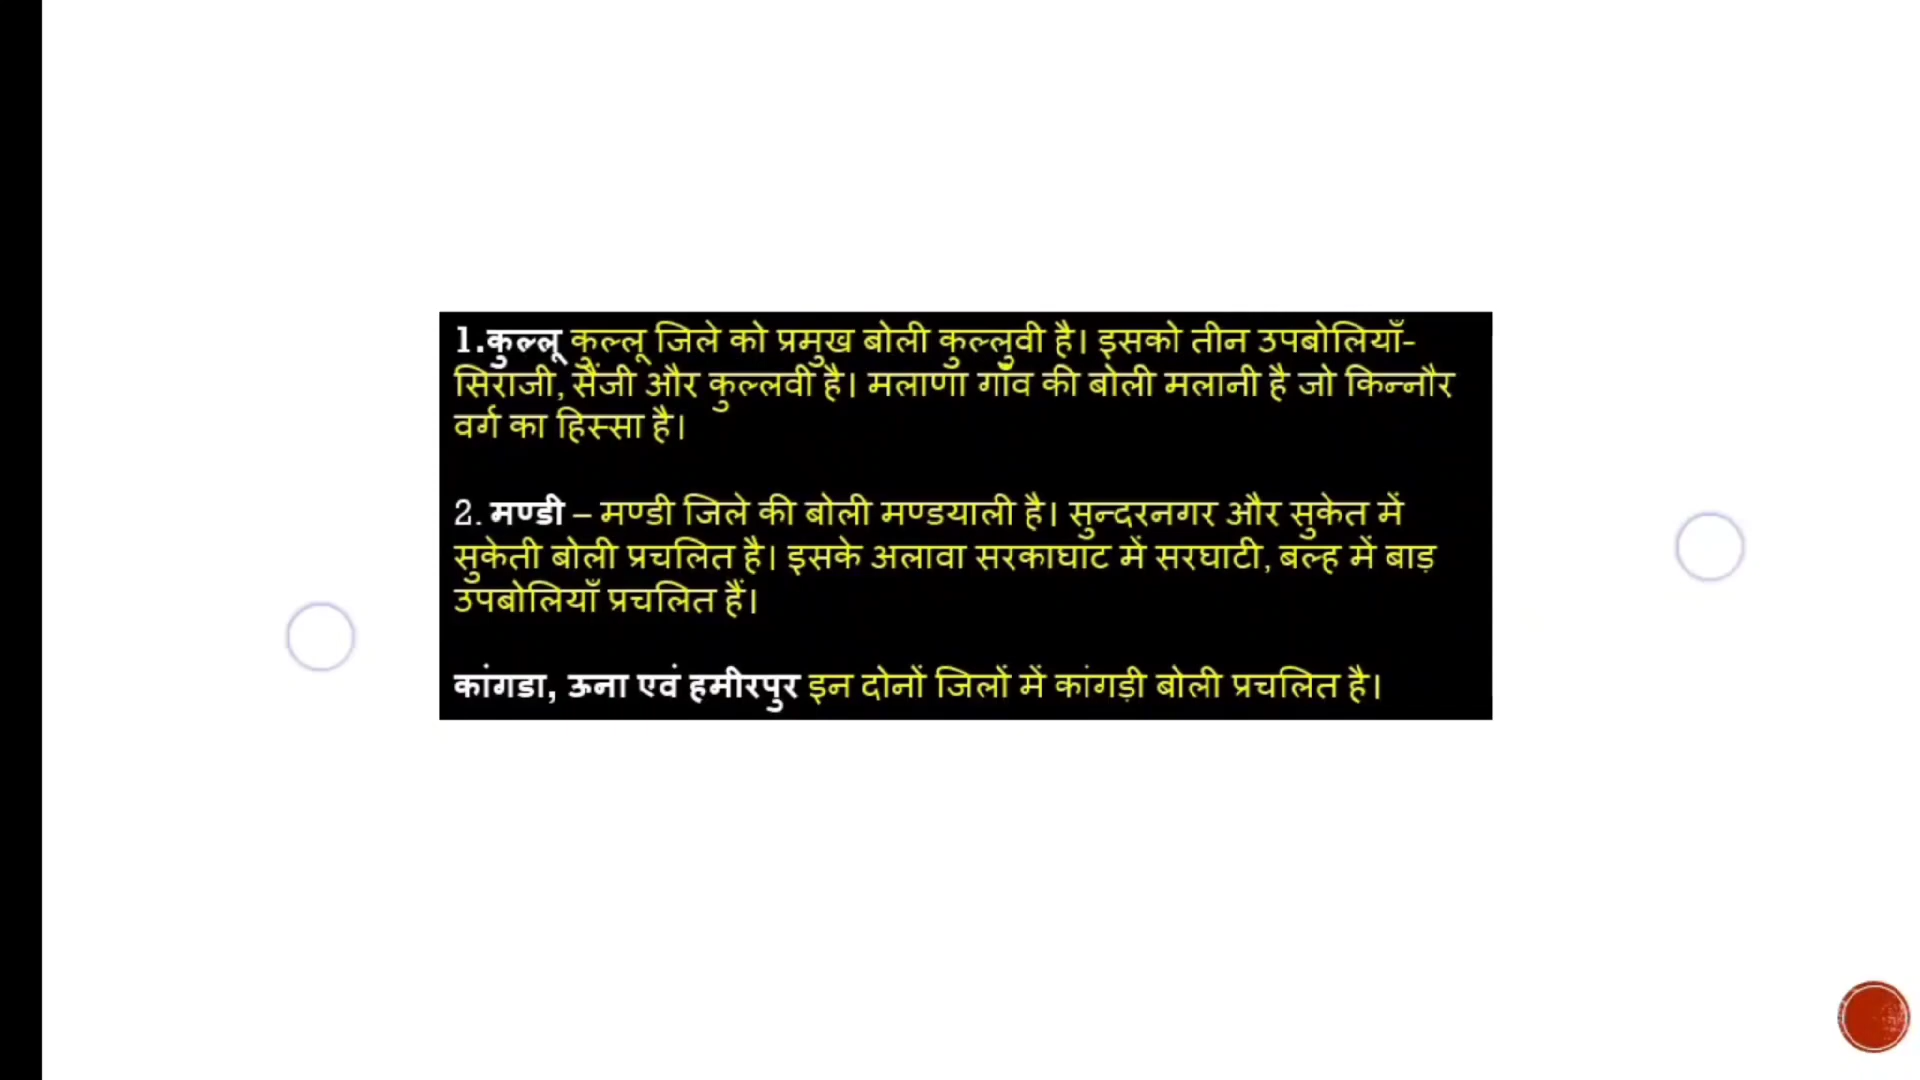 1.कुल्लू कुल्लू जिले को प्रमुख बोली कुल्लुवी है। इसको तीन उपबोलियाँ-
सिराजी, सैंजी और कुल्लवी है। मलाणा गाँव की बोली मलानी है जो किन्नौर
वर्ग का हिस्सा है।
2. मण्डी – मण्डी जिले की बोली मण्डयाली है। सुन्दरनगर और सुकेत में
सुकेती बोली प्रचलित है। इसके अलावा सरकाघाट में सरघाटी, बल्ह में बाड़
उपबोलियाँ प्रचलित हैं।
कांगडा, ऊना एवं हमीरपुर इन दोनों जिलों में कांगड़ी बोली प्रचलित है।